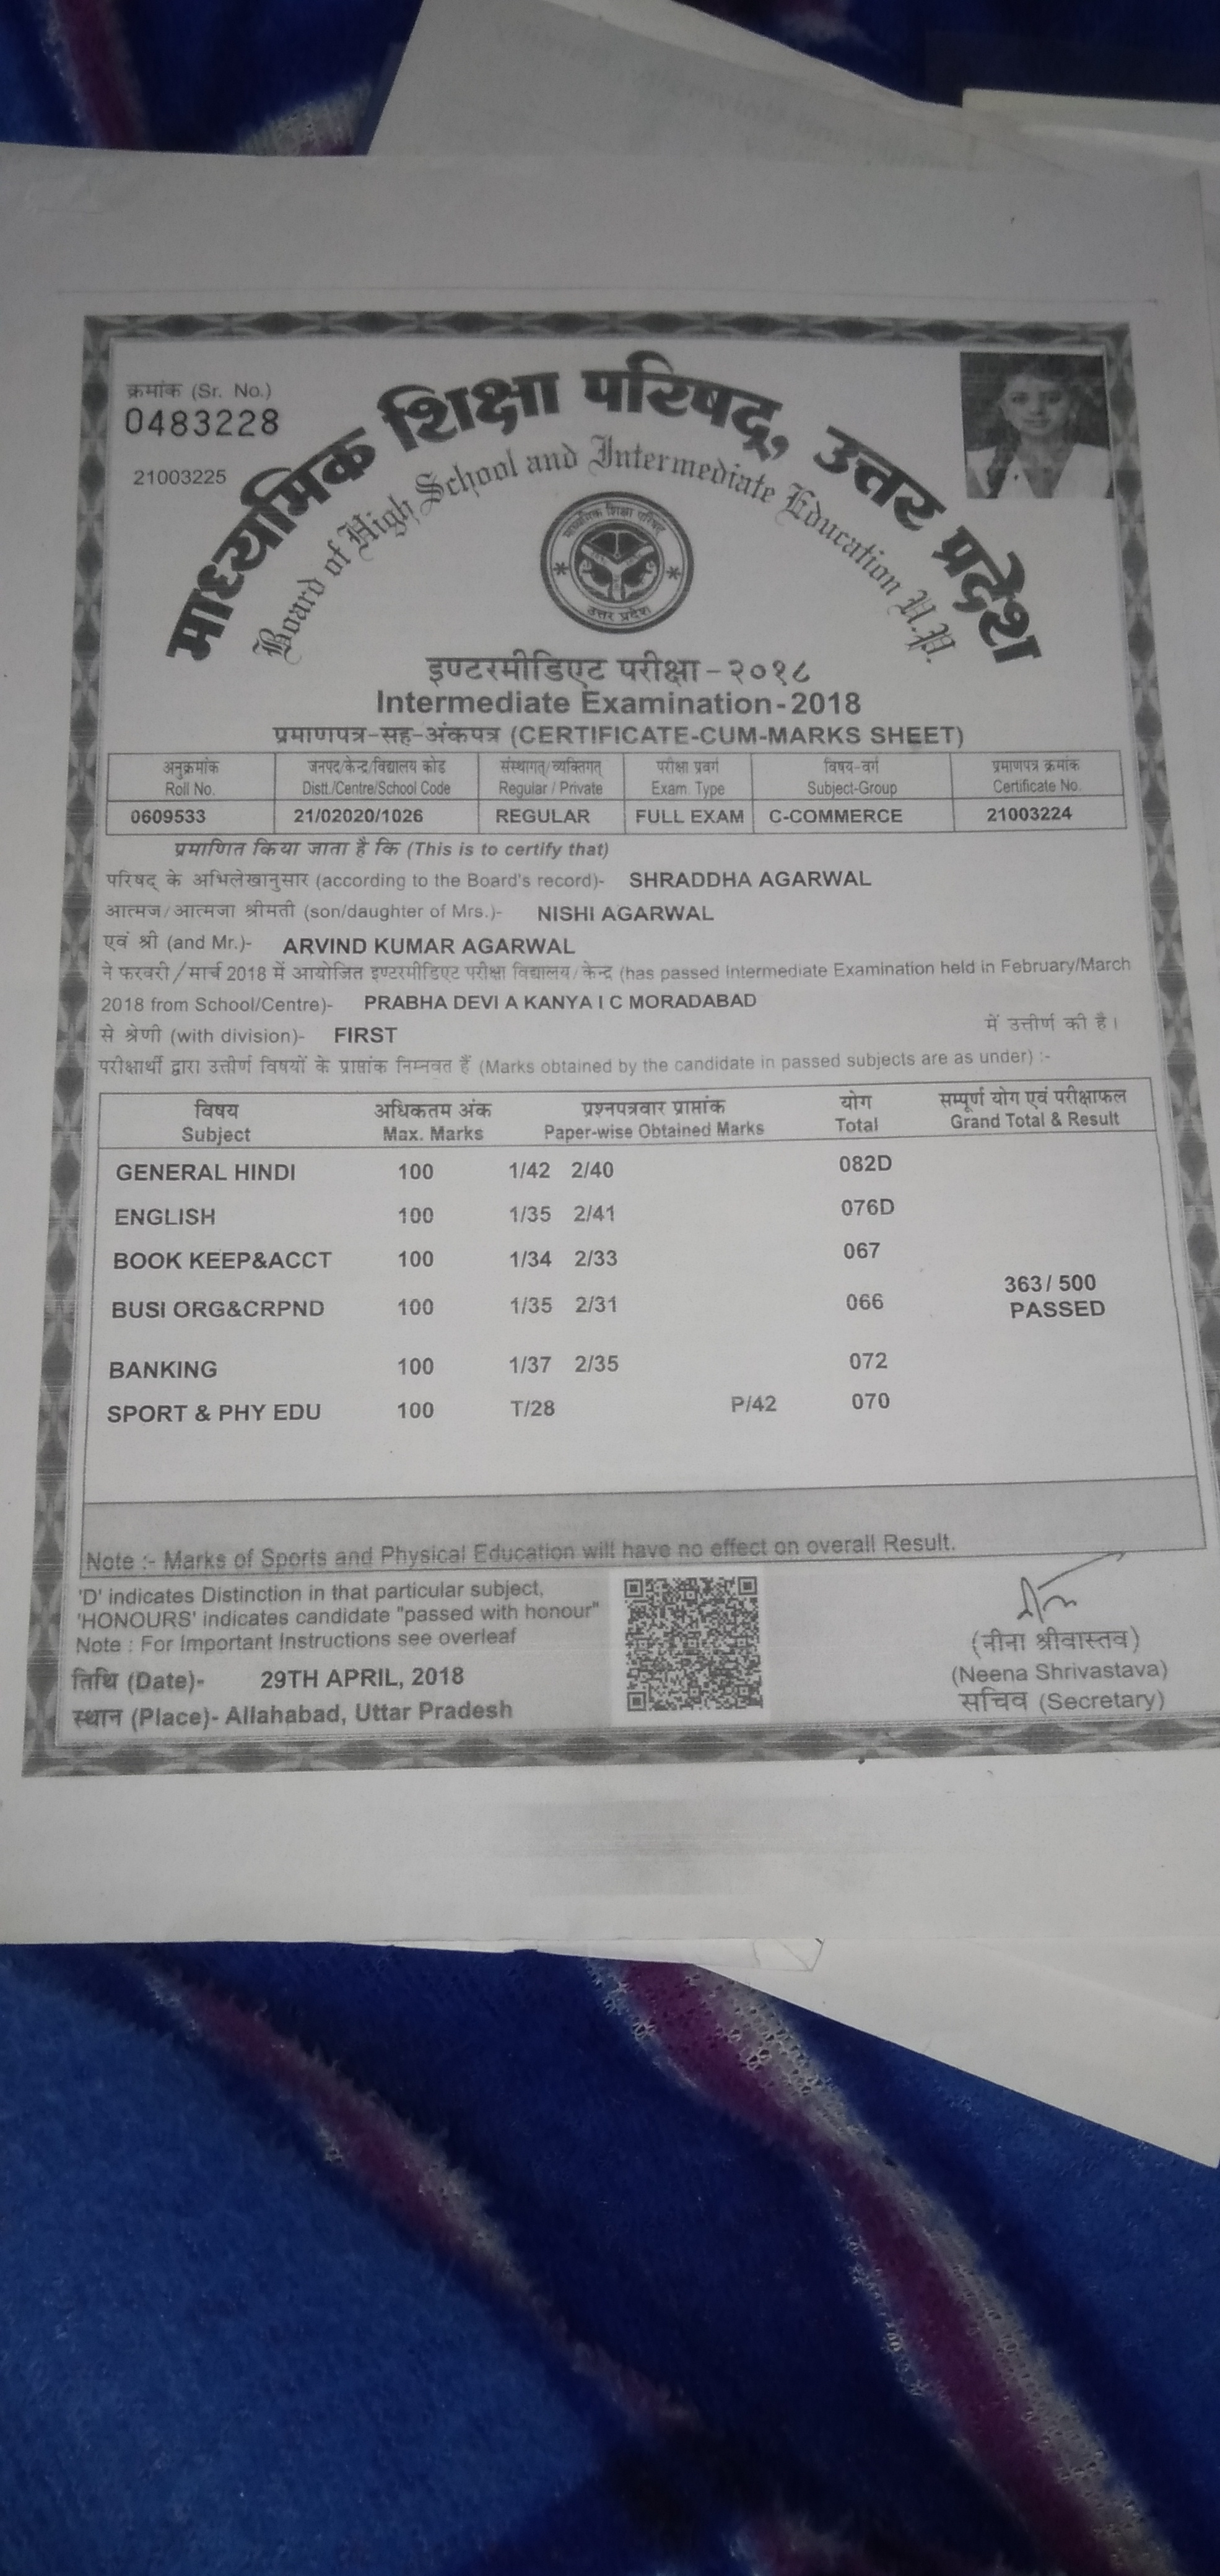 क्रमांक (Sr. No.)
0483228
21003225
माध्यमिक शिक्षा परिषद्, उत्तर प्रदेश
Board of High School and Intermediate Education U.P.
माध्यमिक शिक्षा परिषद
उत्तर प्रदेश
इण्टरमीडिएट परीक्षा-२०१८
Intermediate Examination-2018
प्रमाणपत्र-सह-अंकपत्र (CERTIFICATE-CUM-MARKS SHEET)
अनुक्रमांक जनपद/केन्द्र/विद्यालय कोड संस्थागत/व्यक्तिगत परीक्षा प्रवर्ग विषय-वर्ग प्रमाणपत्र क्रमांक
Roll No. Distt./Centre/School Code Regular / Private Exam. Type Subject-Group Certificate No.
0609533 21/02020/1026 REGULAR FULL EXAM C-COMMERCE 21003224
प्रमाणित किया जाता है कि (This is to certify that)
परिषद् के अभिलेखानुसार (according to the Board's record)- SHRADDHA AGARWAL
आत्मज/आत्मजा श्रीमती (son/daughter of Mrs.)- NISHI AGARWAL
एवं श्री (and Mr.)- ARVIND KUMAR AGARWAL
ने फरवरी/मार्च 2018 में आयोजित इण्टरमीडिएट परीक्षा विद्यालय/केन्द्र (has passed Intermediate Examination held in February/March
2018 from School/Centre)- PRABHA DEVI A KANYA I C MORADABAD
से श्रेणी (with division)- FIRST में उत्तीर्ण की है।
परीक्षार्थी द्वारा उत्तीर्ण विषयों के प्राप्तांक निम्नवत हैं (Marks obtained by the candidate in passed subjects are as under) :-
विषय अधिकतम अंक प्रश्नपत्रवार प्राप्तांक योग सम्पूर्ण योग एवं परीक्षाफल
Subject Max. Marks Paper-wise Obtained Marks Total Grand Total & Result
GENERAL HINDI 100 1/42 2/40 082D
ENGLISH 100 1/35 2/41 076D
BOOK KEEP&ACCT 100 1/34 2/33 067
363/500
BUSI ORG&CRPND 100 1/35 2/31 066 PASSED
BANKING 100 1/37 2/35 072
SPORT & PHY EDU 100 T/28 P/42 070
Note :- Marks of Sports and Physical Education will have no effect on overall Result.
'D' indicates Distinction in that particular subject,
'HONOURS' indicates candidate "passed with honour"
Note : For Important Instructions see overleaf
तिथि (Date)- 29TH APRIL, 2018
स्थान (Place)- Allahabad, Uttar Pradesh
(नीना श्रीवास्तव)
(Neena Shrivastava)
सचिव (Secretary)